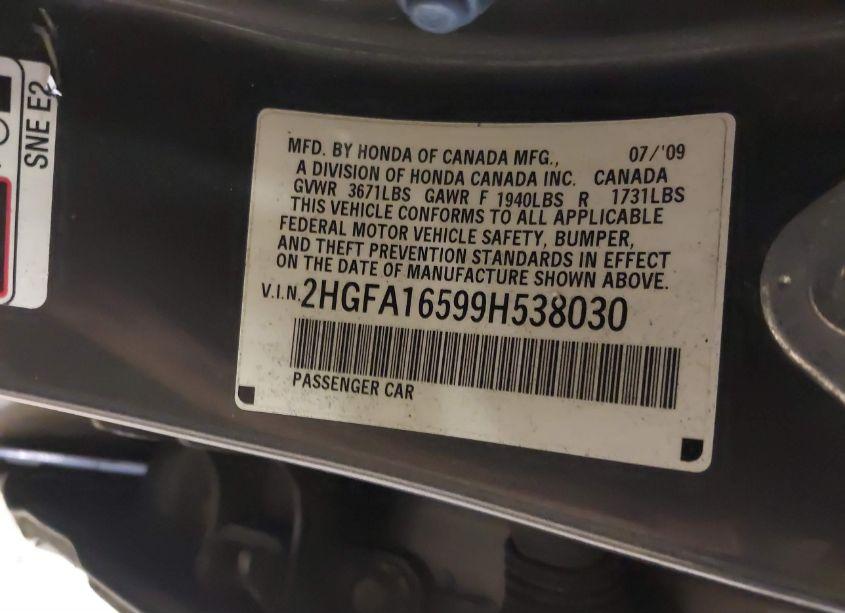 SNE E2
MFD. BY HONDA OF CANADA MFG., 07/'09
A DIVISION OF HONDA CANADA INC. CANADA
GVWR 3671LBS GAWR F 1940LBS R 1731LBS
THIS VEHICLE CONFORMS TO ALL APPLICABLE
FEDERAL MOTOR VEHICLE SAFETY, BUMPER,
AND THEFT PREVENTION STANDARDS IN EFFECT
ON THE DATE OF MANUFACTURE SHOWN ABOVE.
V.I.N. 2HGFA16599H538030
PASSENGER CAR